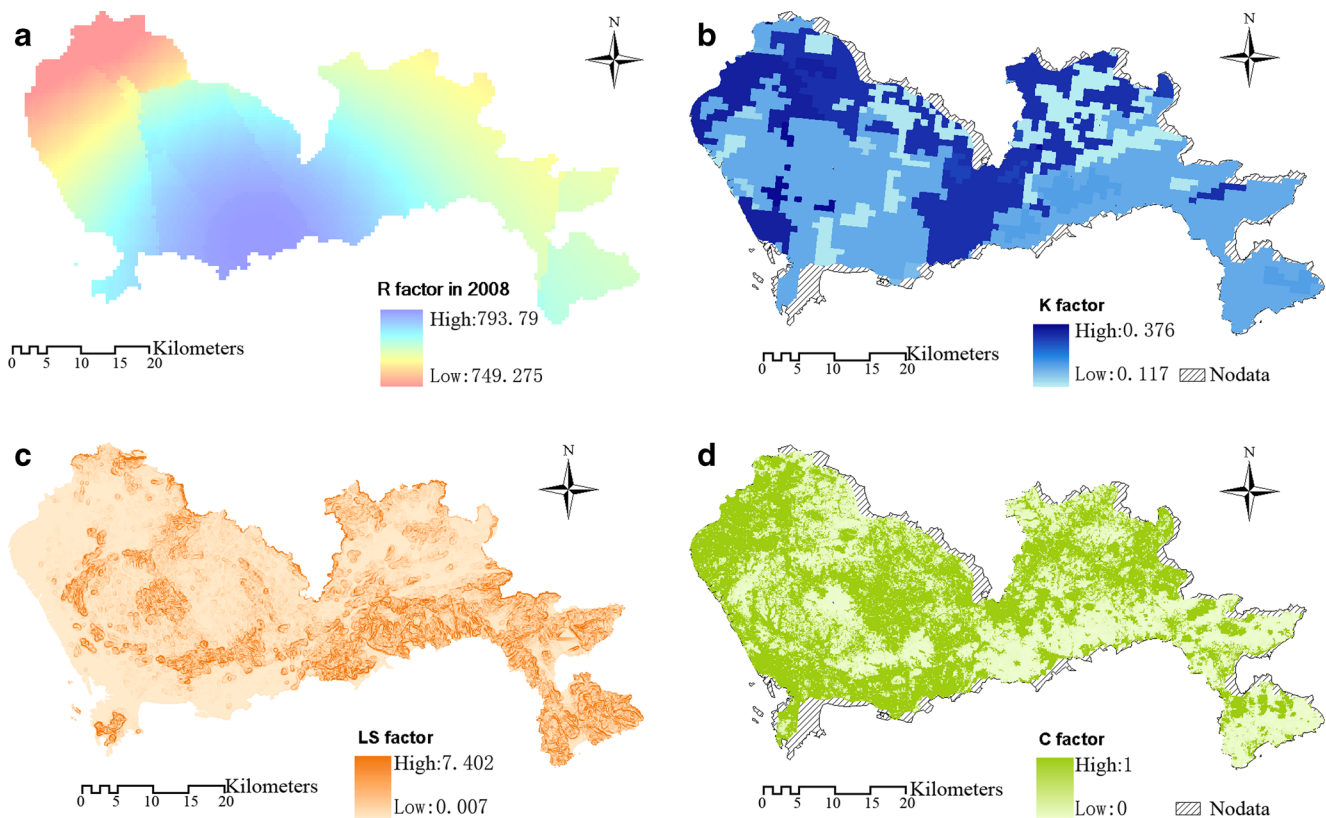 a
N
R factor in 2008
High:793.79
Low:749.275
Kilometers
0 5 10 15 20
b
N
K factor
High:0.376
Low:0.117
Nodata
Kilometers
0 5 10 15 20
c
N
LS factor
High:7.402
Low:0.007
Kilometers
0 5 10 15 20
d
N
C factor
High:1
Low:0
Nodata
Kilometers
0 5 10 15 20